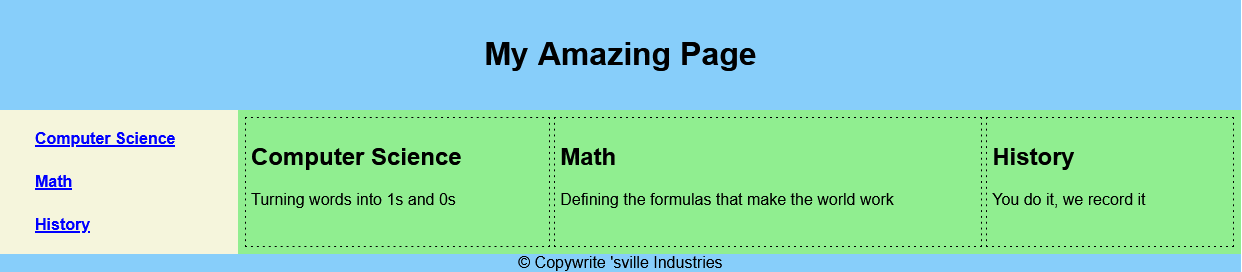 My Amazing Page
Computer Science
Math
History
Computer Science
Turning words into 1s and 0s
Math
Defining the formulas that make the world work
History
You do it, we record it
© Copywrite 'sville Industries